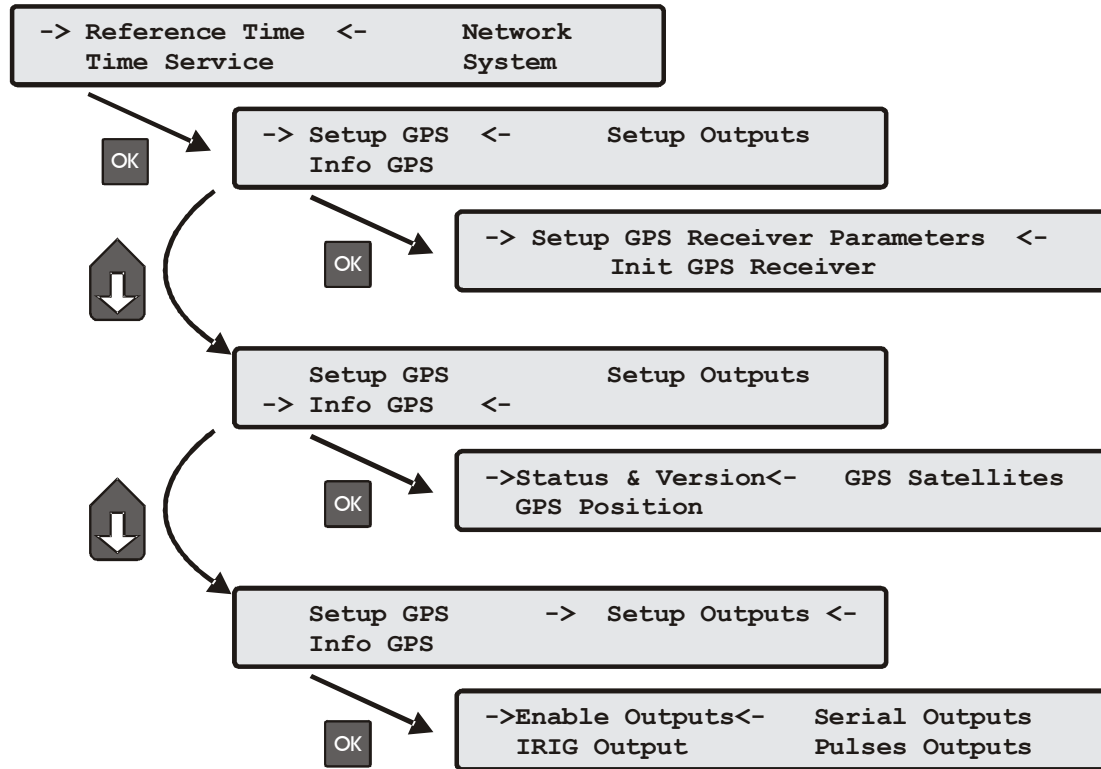 -> Reference Time <- Network
Time Service System
OK
-> Setup GPS <- Setup Outputs
Info GPS
OK
-> Setup GPS Receiver Parameters <-
Init GPS Receiver
Setup GPS Setup Outputs
-> Info GPS <-
OK
->Status & Version<- GPS Satellites
GPS Position
Setup GPS -> Setup Outputs <-
Info GPS
OK
->Enable Outputs<- Serial Outputs
IRIG Output Pulses Outputs